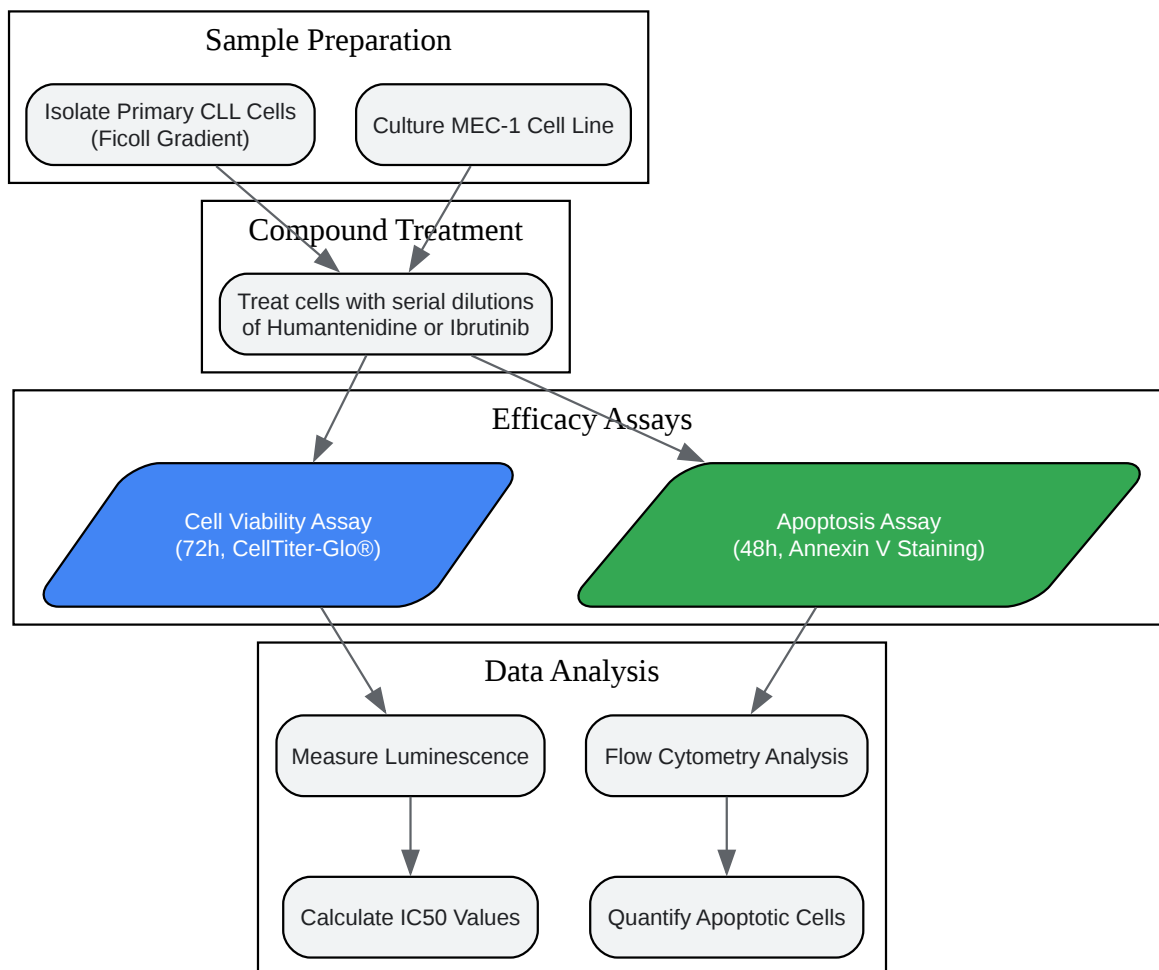 Sample Preparation
Isolate Primary CLL Cells
(Ficoll Gradient)
Culture MEC-1 Cell Line
Compound Treatment
Treat cells with serial dilutions
of Humantenidine or Ibrutinib
Efficacy Assays
Cell Viability Assay
(72h, CellTiter-Glo®)
Apoptosis Assay
(48h, Annexin V Staining)
Data Analysis
Measure Luminescence
Flow Cytometry Analysis
Calculate IC50 Values
Quantify Apoptotic Cells